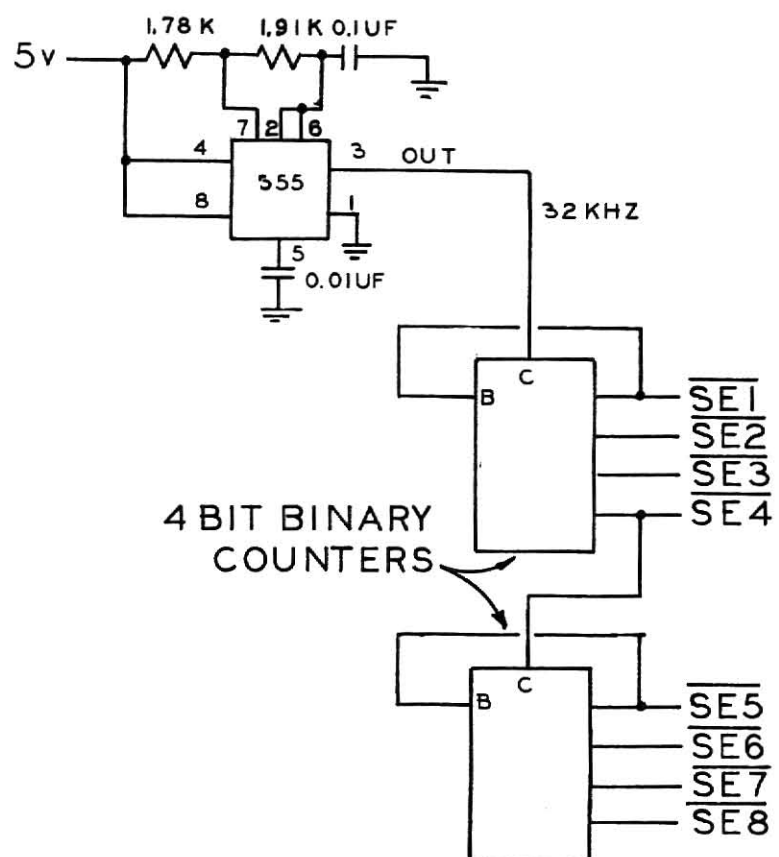 1.78 K
1.91K
0.1UF
5V
7
2
6
4
3
OUT
555
8
1
32 KHZ
5
0.01UF
C
B
SE1
SE2
SE3
SE4
4 BIT BINARY
COUNTERS
C
B
SE5
SE6
SE7
SE8